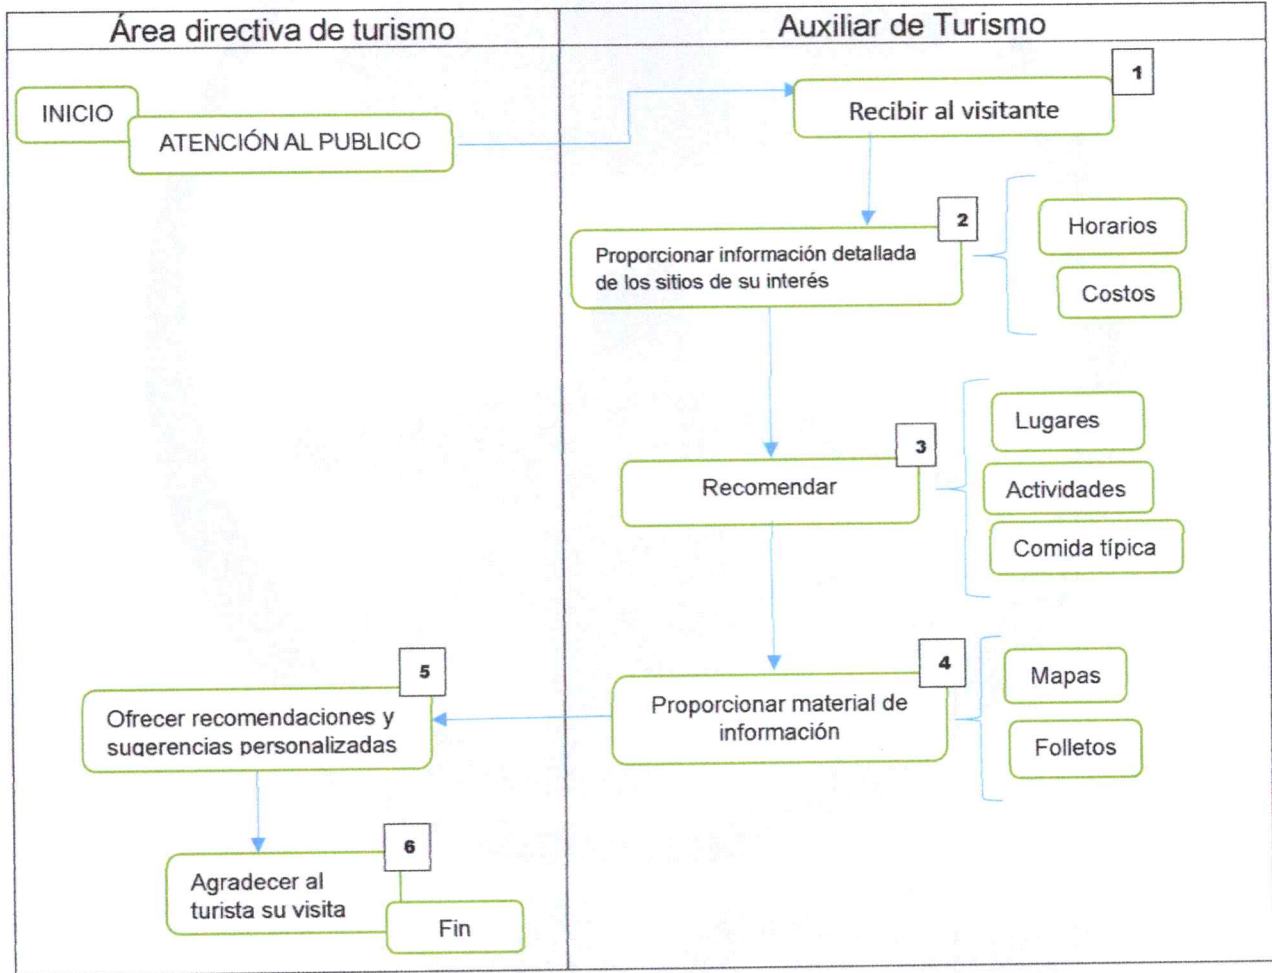 Área directiva de turismo
Auxiliar de Turismo
INICIO
ATENCIÓN AL PUBLICO
1
Recibir al visitante
2
Proporcionar información detallada
de los sitios de su interés
Horarios
Costos
3
Recomendar
Lugares
Actividades
Comida típica
4
Proporcionar material de
información
Mapas
Folletos
5
Ofrecer recomendaciones y
sugerencias personalizadas
6
Agradecer al
turista su visita
Fin